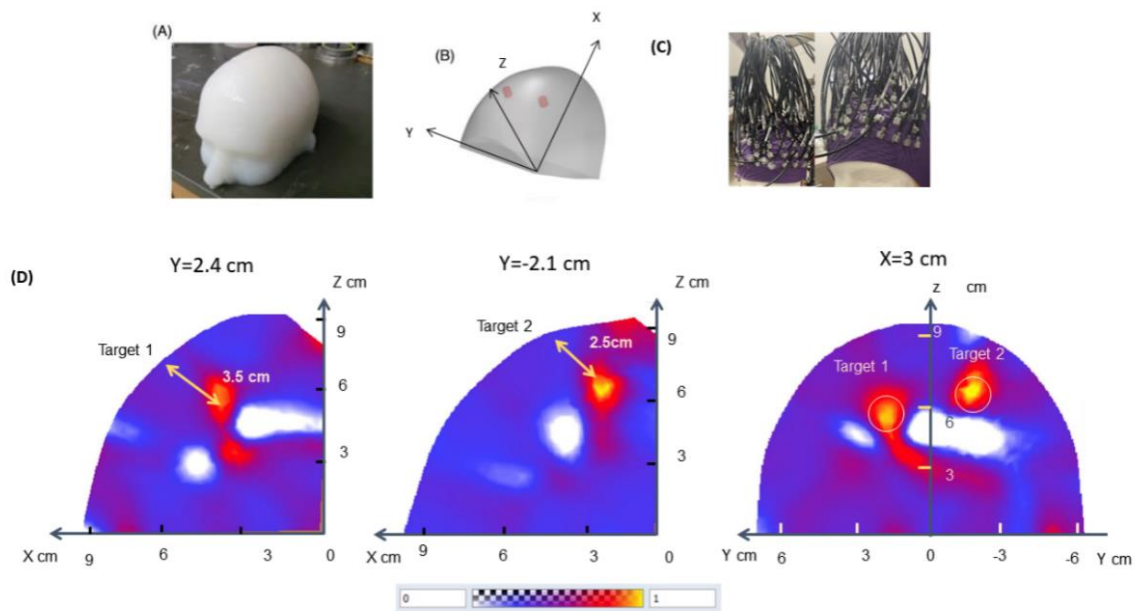 (A)
(B)
X
Z
Y
(C)
(D)
Y=2.4 cm
Z cm
9
6
3
0
Target 1
3.5 cm
X cm
9
6
3
Y=-2.1 cm
Z cm
9
6
3
0
Target 2
2.5cm
X cm
9
6
3
X=3 cm
z cm
9
6
3
Target 1
Target 2
Y cm
6
3
0
-3
-6
Y cm
0
1